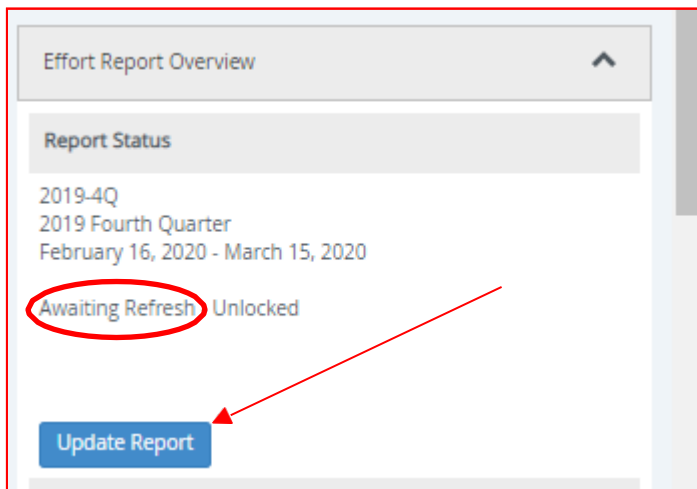 Effort Report Overview
Report Status
2019-4Q
2019 Fourth Quarter
February 16, 2020 - March 15, 2020
Awaiting Refresh Unlocked
Update Report